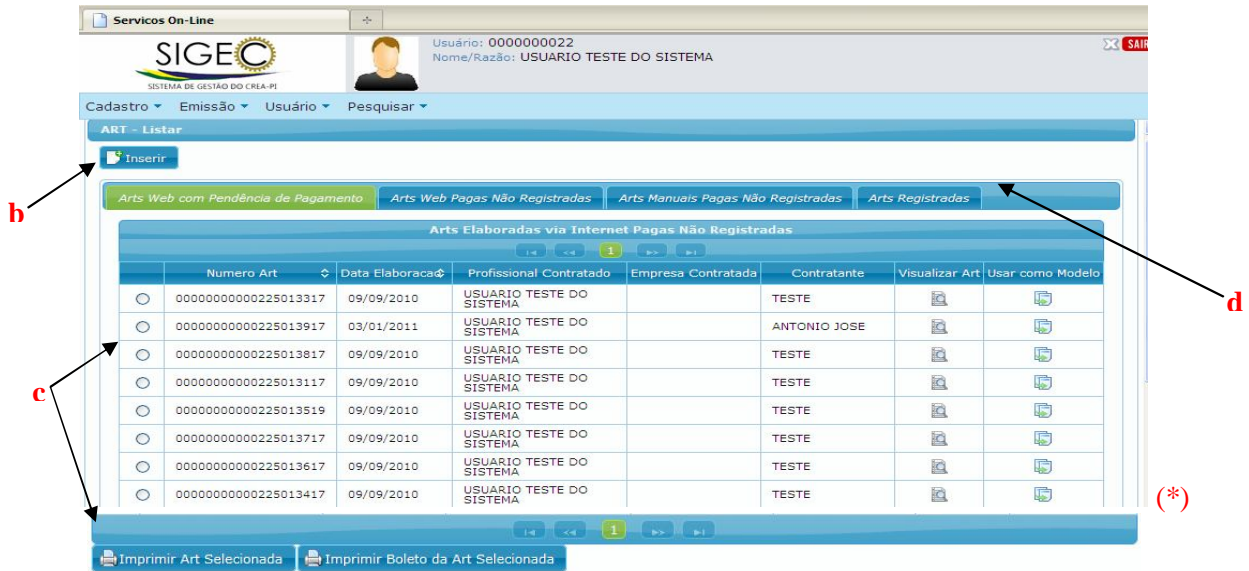 Servicos On-Line
SIGEC
SISTEMA DE GESTÃO DO CREA-PI
Usuário: 0000000022
Nome/Razão: USUARIO TESTE DO SISTEMA
SAIR
Cadastro Emissão Usuário Pesquisar
ART - Listar
Inserir
b
Arts Web com Pendência de Pagamento Arts Web Pagas Não Registradas Arts Manuais Pagas Não Registradas Arts Registradas
Arts Elaboradas via Internet Pagas Não Registradas
1
Numero Art Data Elaboracao Profissional Contratado Empresa Contratada Contratante Visualizar Art Usar como Modelo
00000000000225013317 09/09/2010 USUARIO TESTE DO SISTEMA TESTE
00000000000225013917 03/01/2011 USUARIO TESTE DO SISTEMA ANTONIO JOSE
00000000000225013817 09/09/2010 USUARIO TESTE DO SISTEMA TESTE
00000000000225013117 09/09/2010 USUARIO TESTE DO SISTEMA TESTE
00000000000225013519 09/09/2010 USUARIO TESTE DO SISTEMA TESTE
00000000000225013717 09/09/2010 USUARIO TESTE DO SISTEMA TESTE
00000000000225013617 09/09/2010 USUARIO TESTE DO SISTEMA TESTE
00000000000225013417 09/09/2010 USUARIO TESTE DO SISTEMA TESTE
d
c
(*)
1
Imprimir Art Selecionada Imprimir Boleto da Art Selecionada